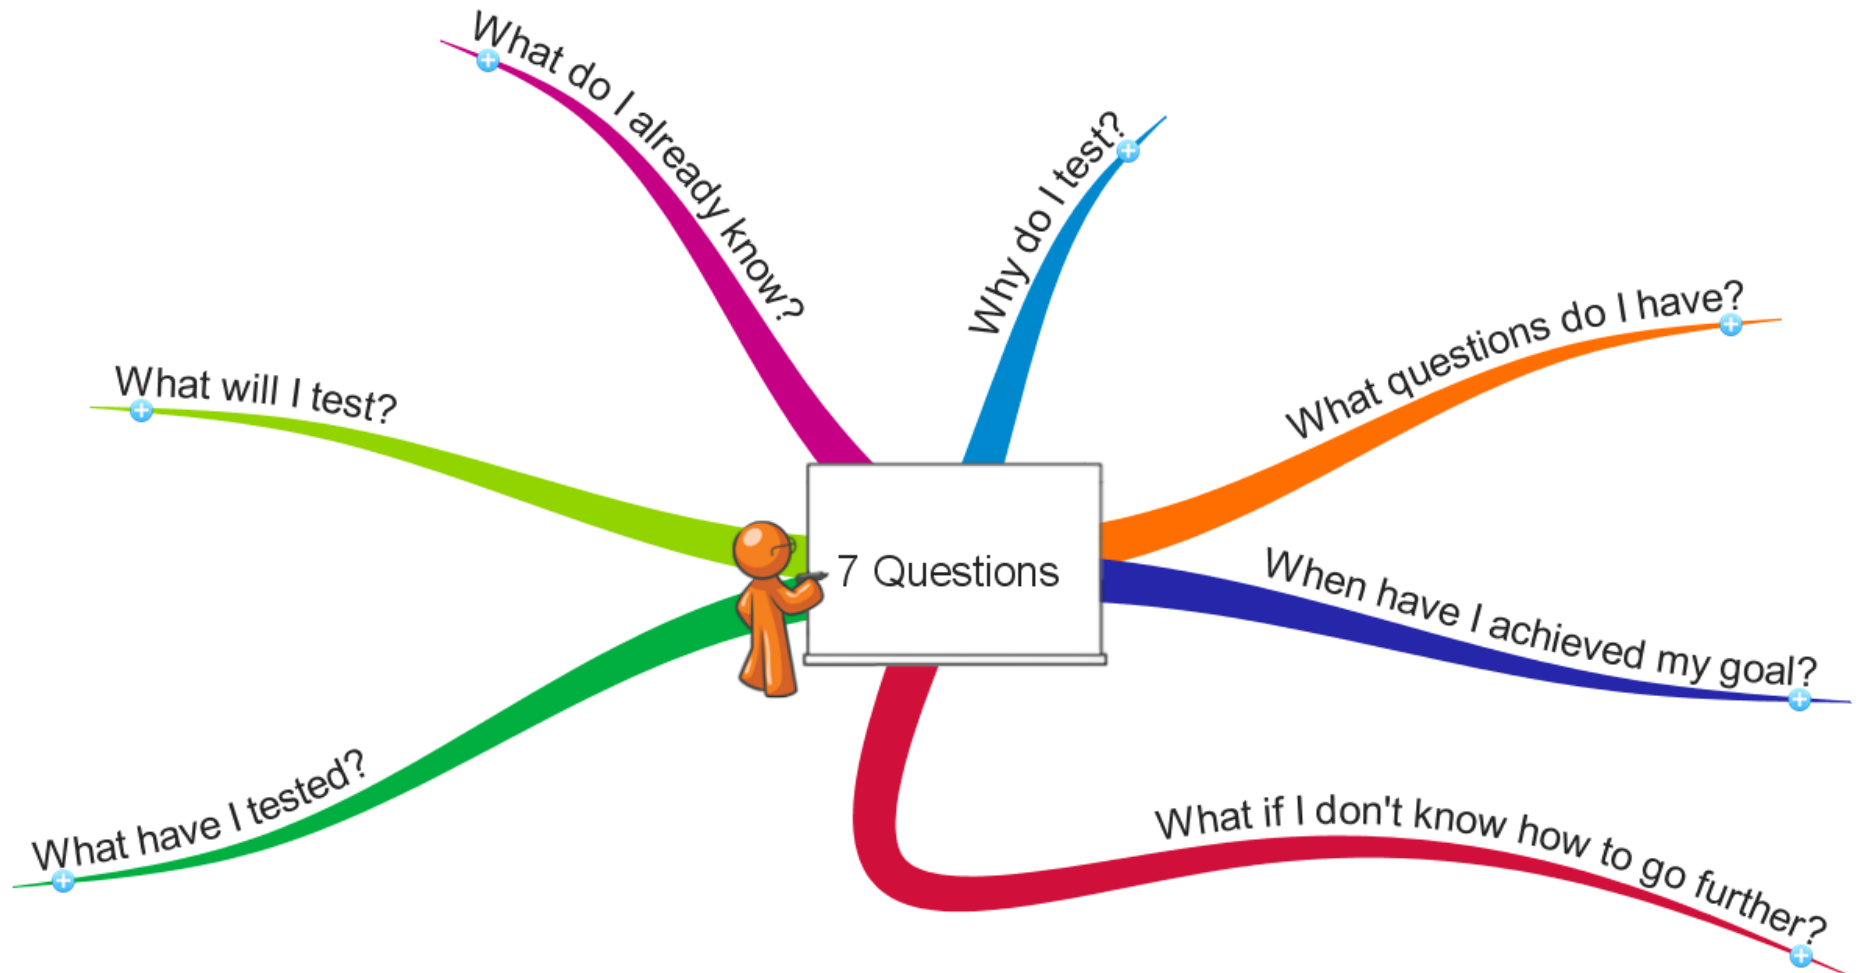 What do I already know?
Why do I test?
What questions do I have?
What will I test?
7 Questions
When have I achieved my goal?
What have I tested?
What if I don't know how to go further?